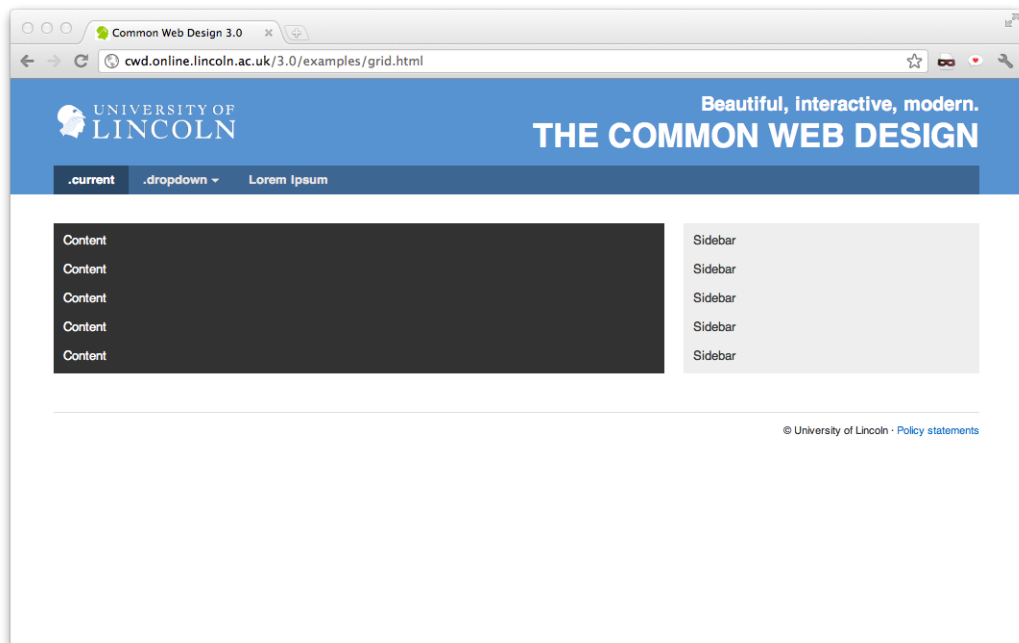 Common Web Design 3.0
cwd.online.lincoln.ac.uk/3.0/examples/grid.html
UNIVERSITY OF
LINCOLN
Beautiful, interactive, modern.
THE COMMON WEB DESIGN
.current .dropdown Lorem Ipsum
Content
Content
Content
Content
Content
Sidebar
Sidebar
Sidebar
Sidebar
Sidebar
© University of Lincoln · Policy statements